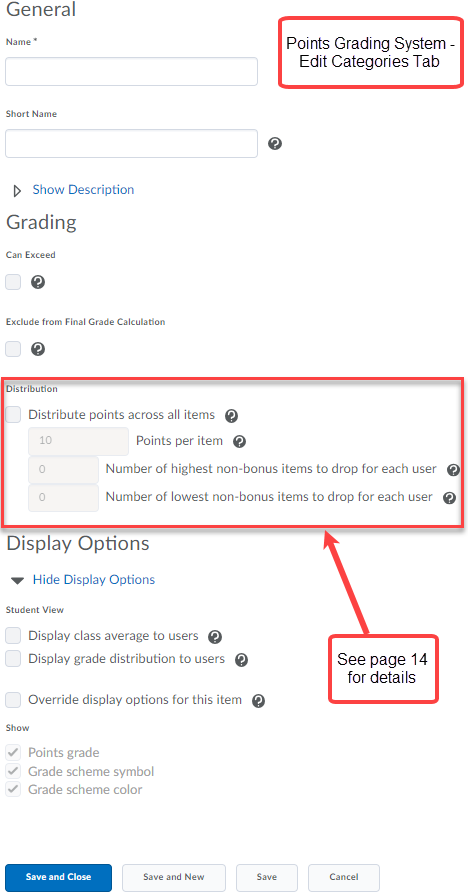 General
Points Grading System -
Edit Categories Tab
Name *
Short Name
?
Show Description
Grading
Can Exceed
?
Exclude from Final Grade Calculation
?
Distribution
Distribute points across all items ?
10 Points per item ?
0 Number of highest non-bonus items to drop for each user ?
0 Number of lowest non-bonus items to drop for each user ?
Display Options
Hide Display Options
Student View
Display class average to users ?
Display grade distribution to users ?
See page 14
for details
Override display options for this item ?
Show
Points grade
Grade scheme symbol
Grade scheme color
Save and Close Save and New Save Cancel